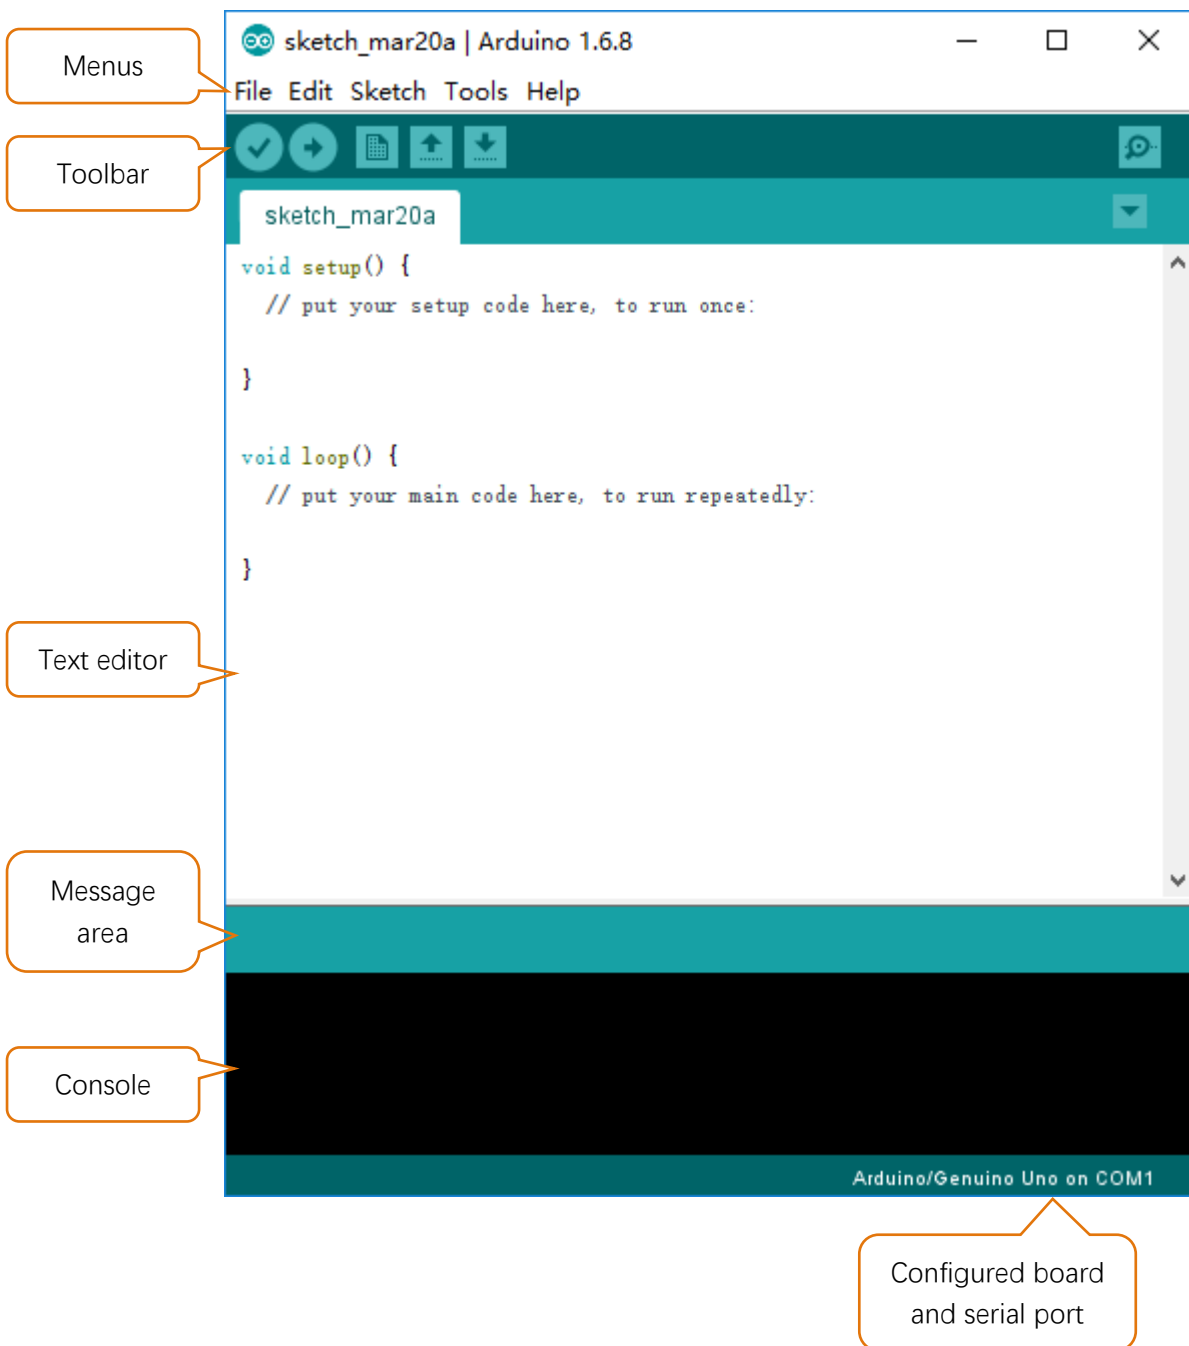 sketch_mar20a | Arduino 1.6.8
Menus
File Edit Sketch Tools Help
Toolbar
sketch_mar20a
void setup() {
// put your setup code here, to run once:
}
void loop() {
// put your main code here, to run repeatedly:
}
Text editor
Message
area
Console
Arduino/Genuino Uno on COM1
Configured board
and serial port